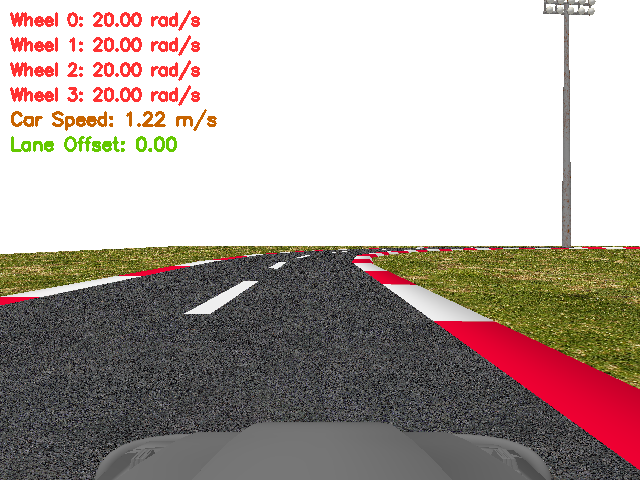 Wheel 0: 20.00 rad/s
Wheel 1: 20.00 rad/s
Wheel 2: 20.00 rad/s
Wheel 3: 20.00 rad/s
Car Speed: 1.22 m/s
Lane Offset: 0.00